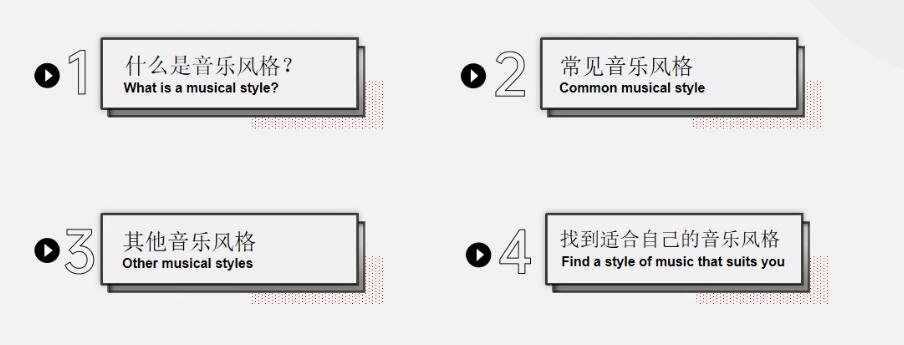 1
什么是音乐风格？
What is a musical style?
2
常见音乐风格
Common musical style
3
其他音乐风格
Other musical styles
4
找到适合自己的音乐风格
Find a style of music that suits you